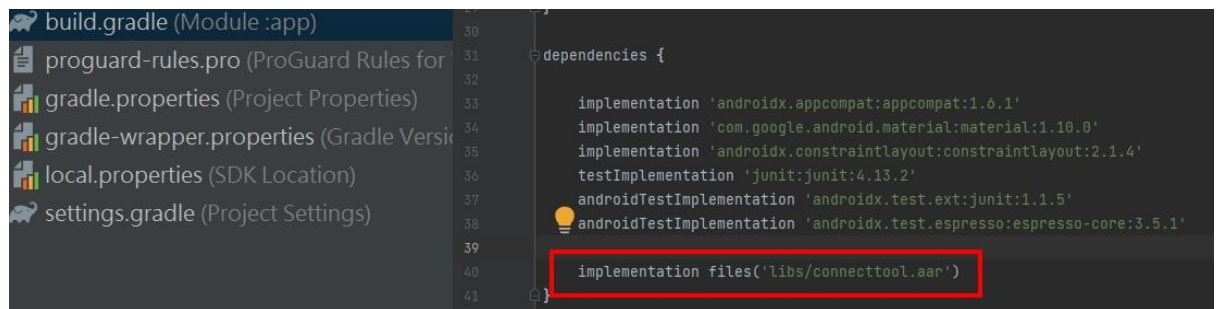 build.gradle (Module :app)
proguard-rules.pro (ProGuard Rules for
gradle.properties (Project Properties)
gradle-wrapper.properties (Gradle Versi
local.properties (SDK Location)
settings.gradle (Project Settings)
29 }
30
31 dependencies {
32
33 implementation 'androidx.appcompat:appcompat:1.6.1'
34 implementation 'com.google.android.material:material:1.10.0'
35 implementation 'androidx.constraintlayout:constraintlayout:2.1.4'
36 testImplementation 'junit:junit:4.13.2'
37 androidTestImplementation 'androidx.test.ext:junit:1.1.5'
38 androidTestImplementation 'androidx.test.espresso:espresso-core:3.5.1'
39
40 implementation files('libs/connecttool.aar')
41 }